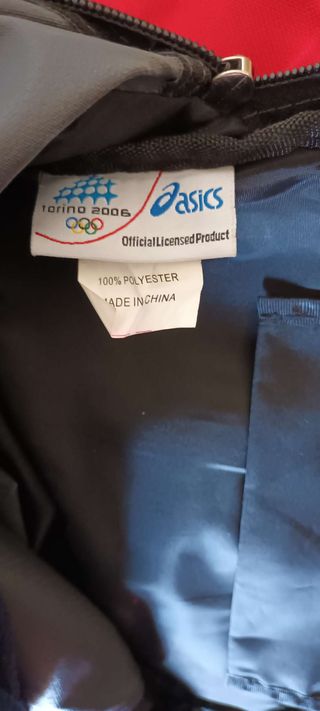 torino 2006
asics
Official Licensed Product
100% POLYESTER
MADE IN CHINA